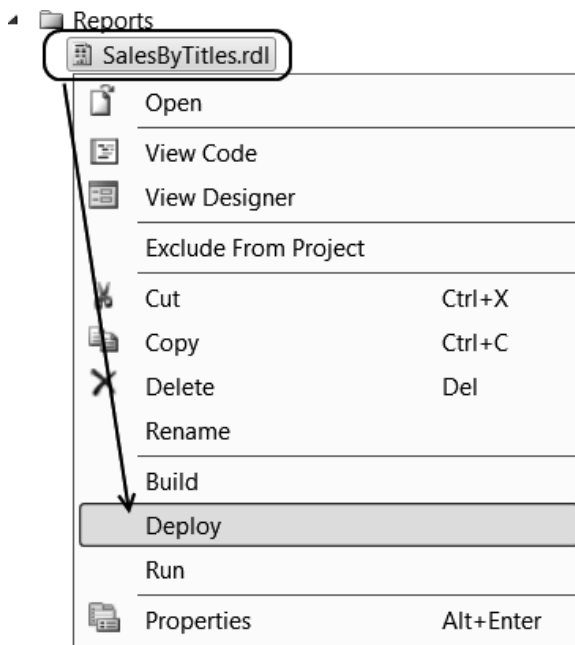 Reports
SalesByTitles.rdl
Open
View Code
View Designer
Exclude From Project
Cut Ctrl+X
Copy Ctrl+C
Delete Del
Rename
Build
Deploy
Run
Properties Alt+Enter